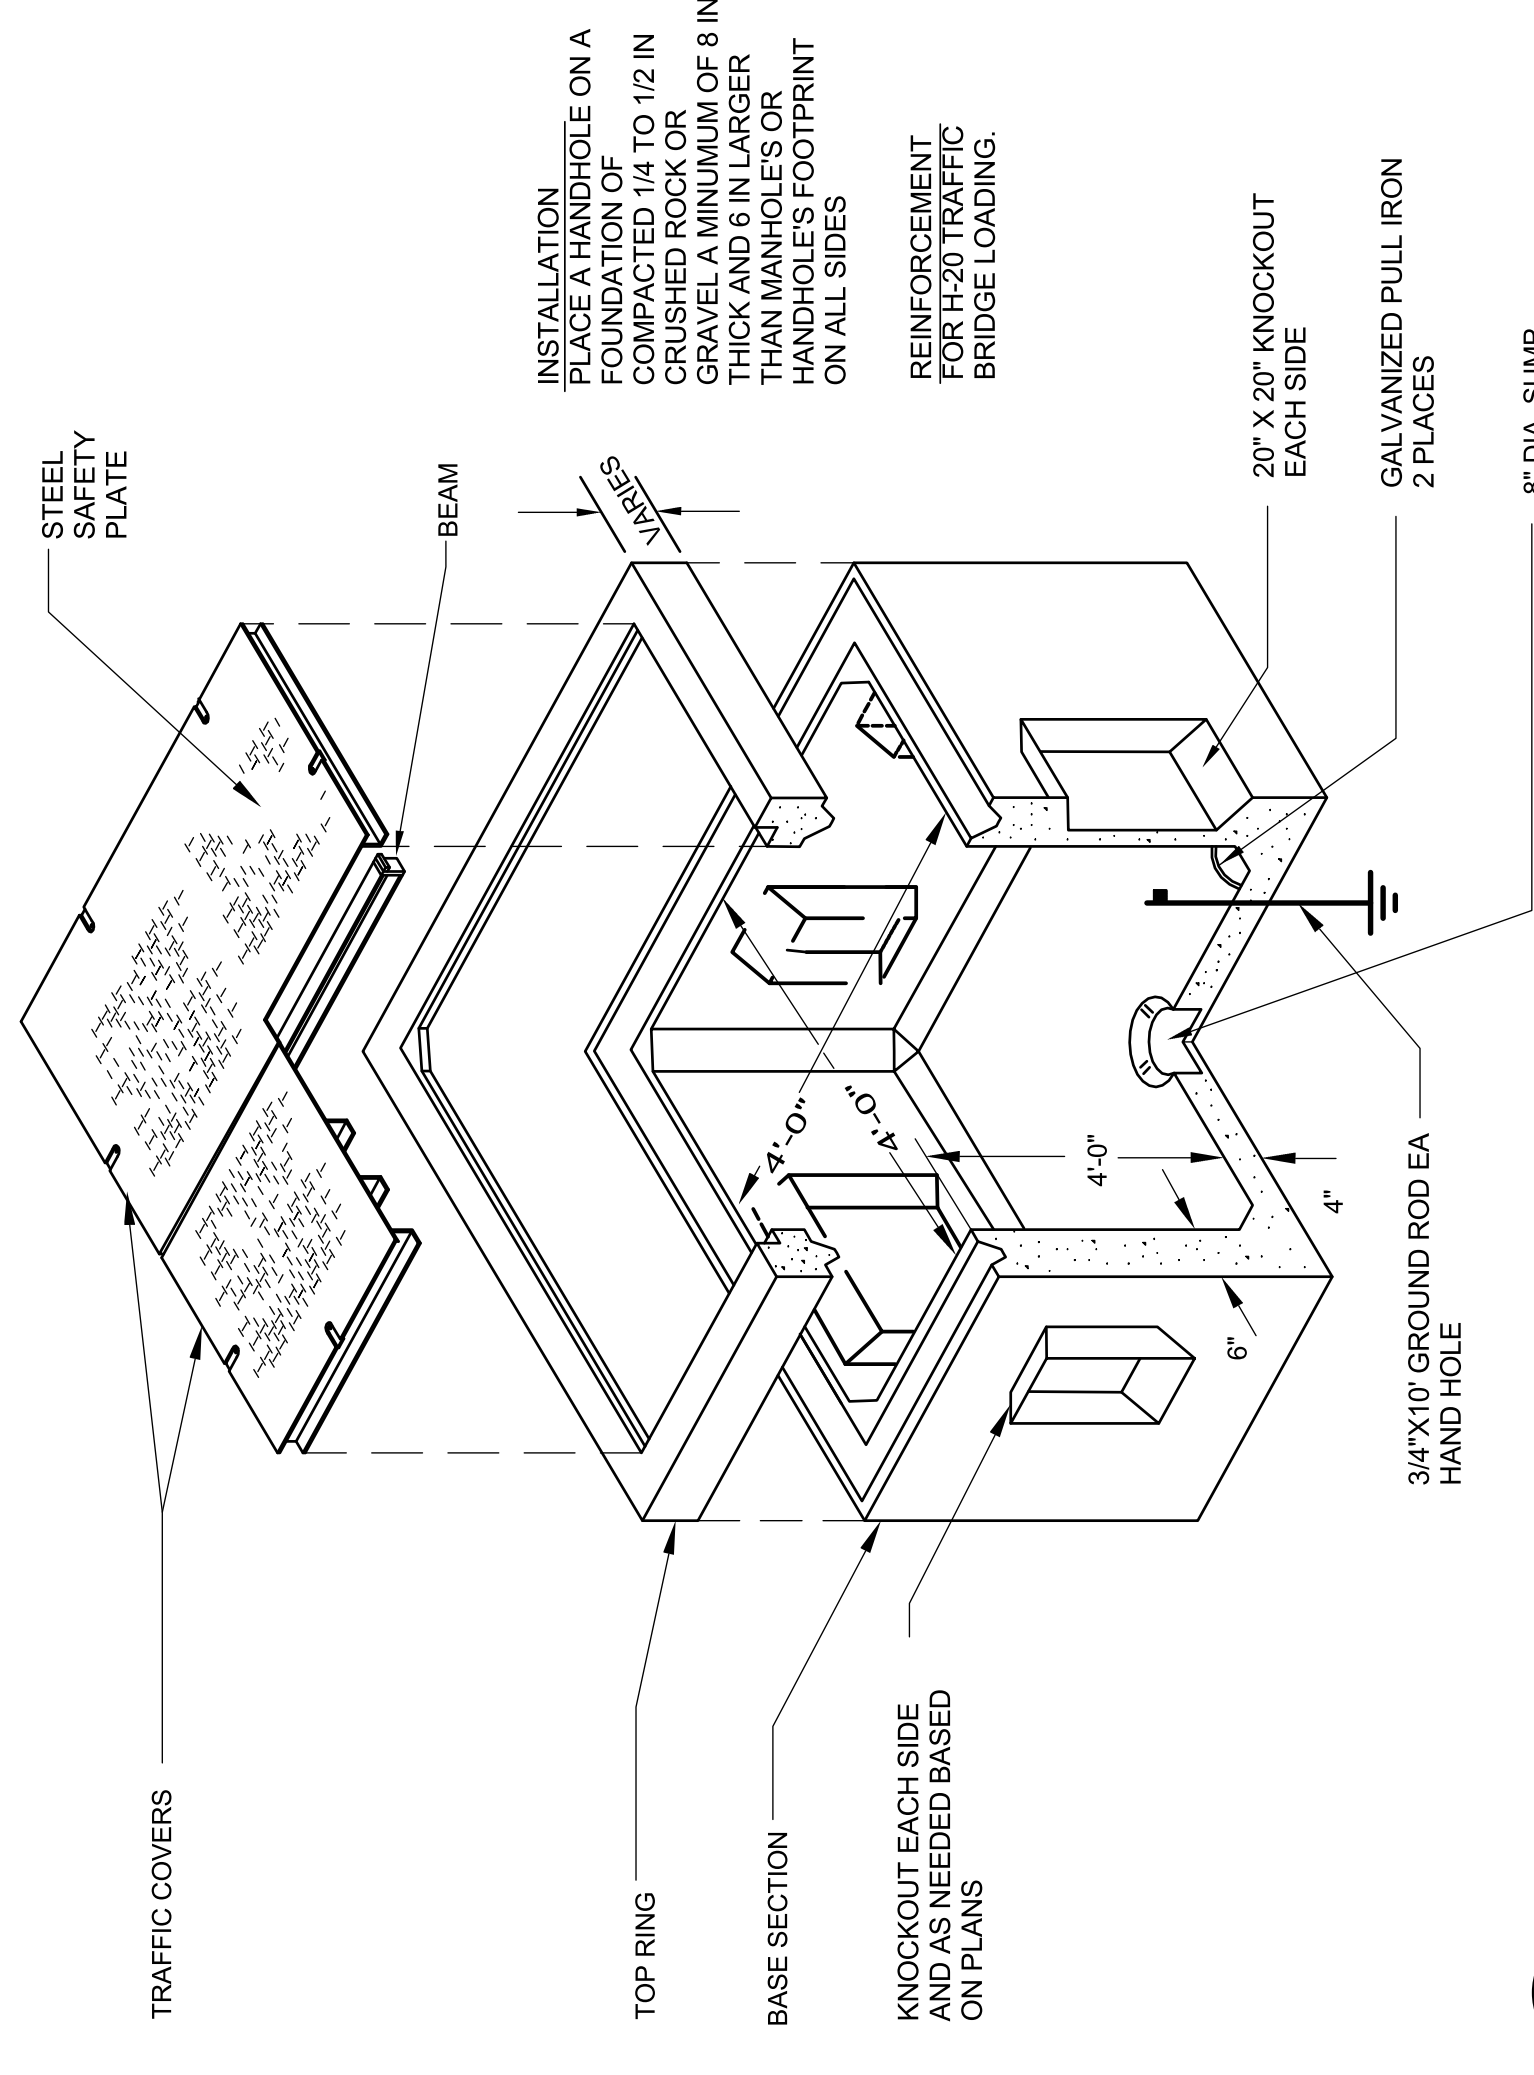 STEEL
SAFETY
PLATE
BEAM
VARIES
INSTALLATION
PLACE A HANDHOLE ON A
FOUNDATION OF
COMPACTED 1/4 TO 1/2 IN
CRUSHED ROCK OR
GRAVEL A MINUMUM OF 8 IN
THICK AND 6 IN LARGER
THAN MANHOLE'S OR
HANDHOLE'S FOOTPRINT
ON ALL SIDES
REINFORCEMENT
FOR H-20 TRAFFIC
BRIDGE LOADING.
20" X 20" KNOCKOUT
EACH SIDE
GALVANIZED PULL IRON
2 PLACES
8" DIA. SUMP
TRAFFIC COVERS
TOP RING
BASE SECTION
KNOCKOUT EACH SIDE
AND AS NEEDED BASED
ON PLANS
4'-0"
4'-0"
4'-0"
4"
6"
3/4"X10' GROUND ROD EA
HAND HOLE